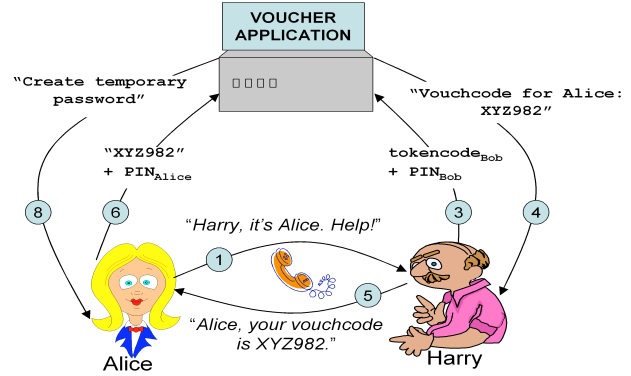 VOUCHER
APPLICATION
“Create temporary
password”
“Vouchcode for Alice:
XYZ982”
“XYZ982”
+ PINAlice
tokencodeBob
+ PINBob
8
6
3
4
“Harry, it’s Alice. Help!”
1
5
“Alice, your vouchcode
is XYZ982.”
Alice
Harry